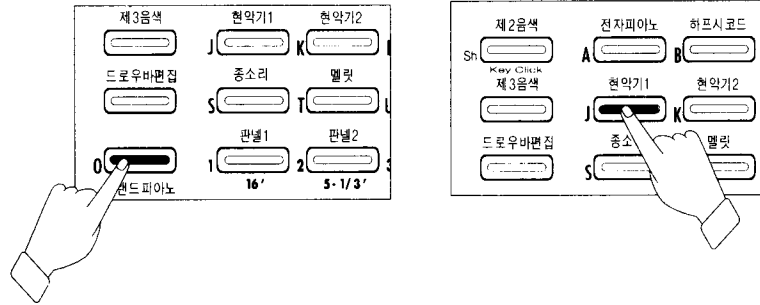 제3음색 현악기1 현악기2
J K
드로우바편집 종소리 멜릿
S T U
판넬1 판넬2
0 1 2 3
랜드피아노 16' 5-1/3'
제2음색 전자피아노 하프시코드
Sh A B
Key Click
제3음색 현악기1 현악기2
J K
드로우바편집 종소 멜릿
S